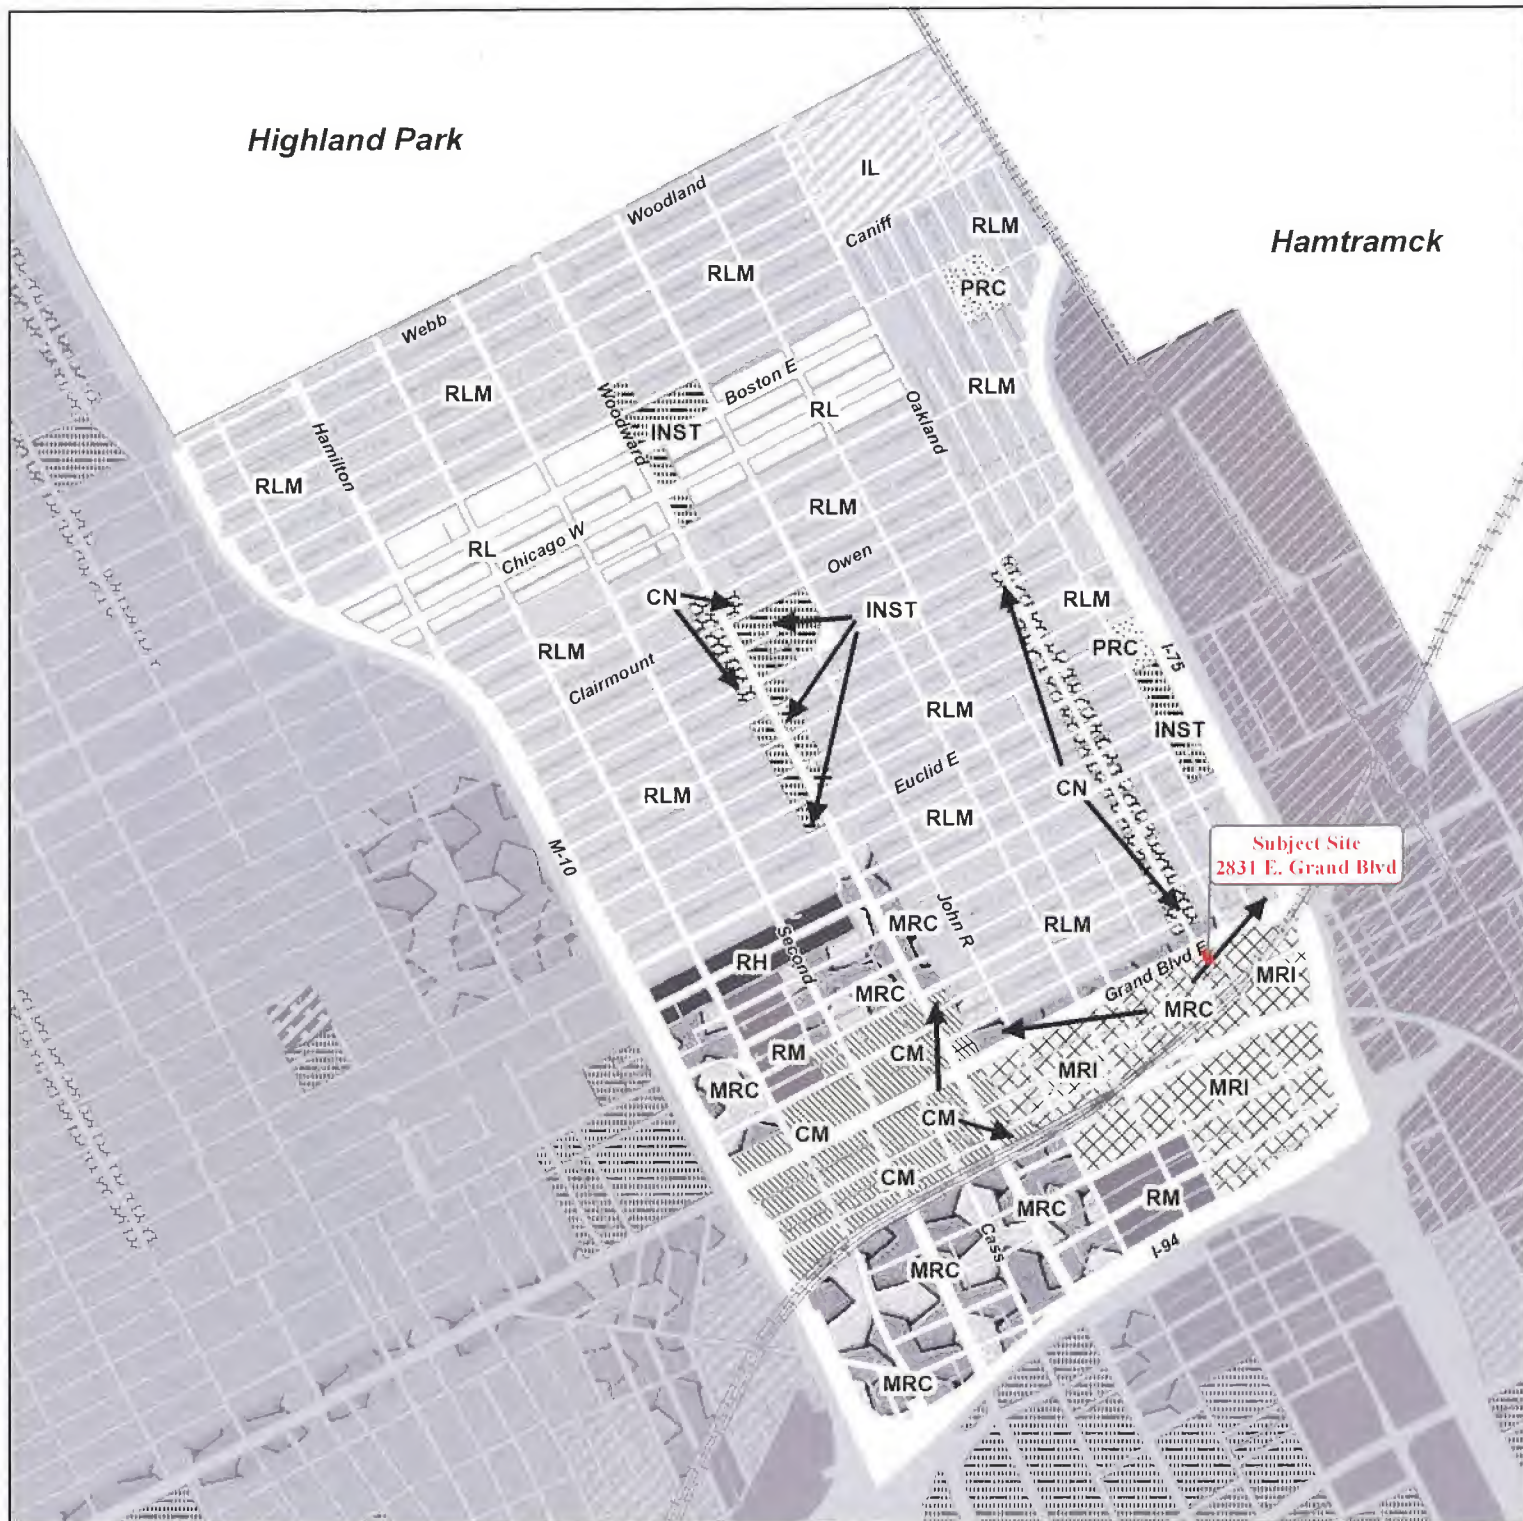 Highland Park
Hamtramck
Woodland
IL
Caniff
RLM
RLM
PRC
Webb
RLM
Boston E
RLM
RL
Oakland
Woodward
INST
Hamilton
RLM
RLM
RL
Chicago W
Owen
CN
INST
RLM
RLM
PRC
I-75
Clairmount
RLM
INST
Euclid E
CN
RLM
RLM
Subject Site
2831 E. Grand Blvd
M-10
John R
MRC
RLM
Second
RH
Grand Blvd E
MRI
MRC
MRC
RM
CM
MRI
MRC
MRI
CM
CM
CM
MRC
RM
Cass
I-94
MRC
MRC